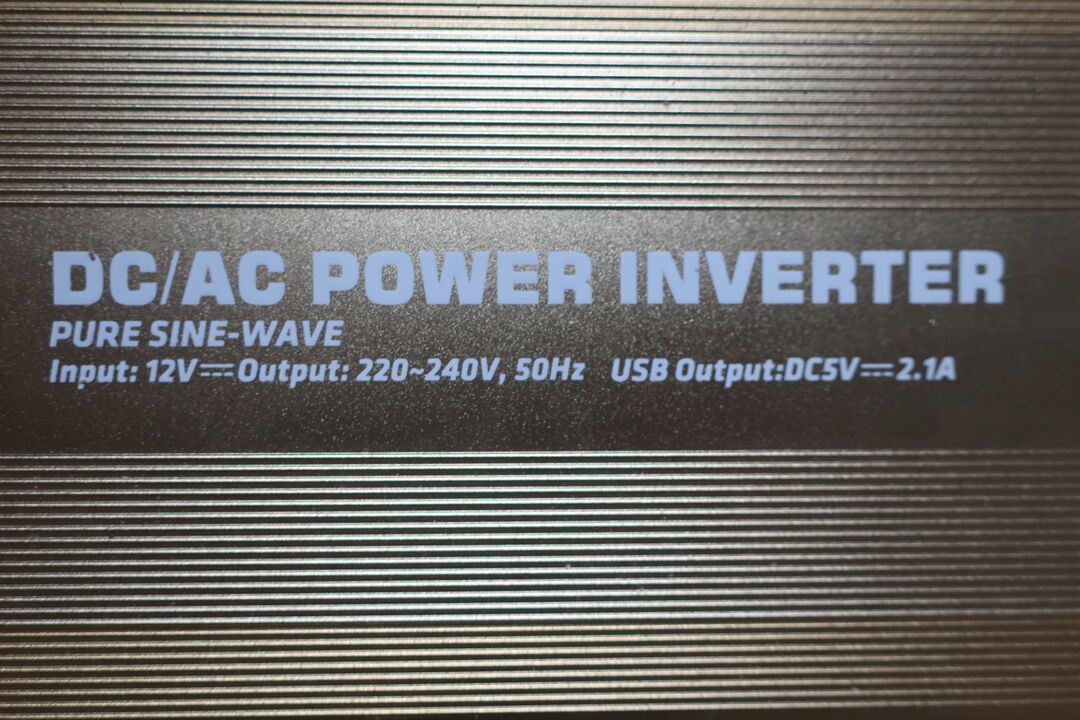 DC/AC POWER INVERTER
PURE SINE-WAVE
Input: 12V⎓Output: 220~240V, 50Hz USB Output:DC5V⎓2.1A